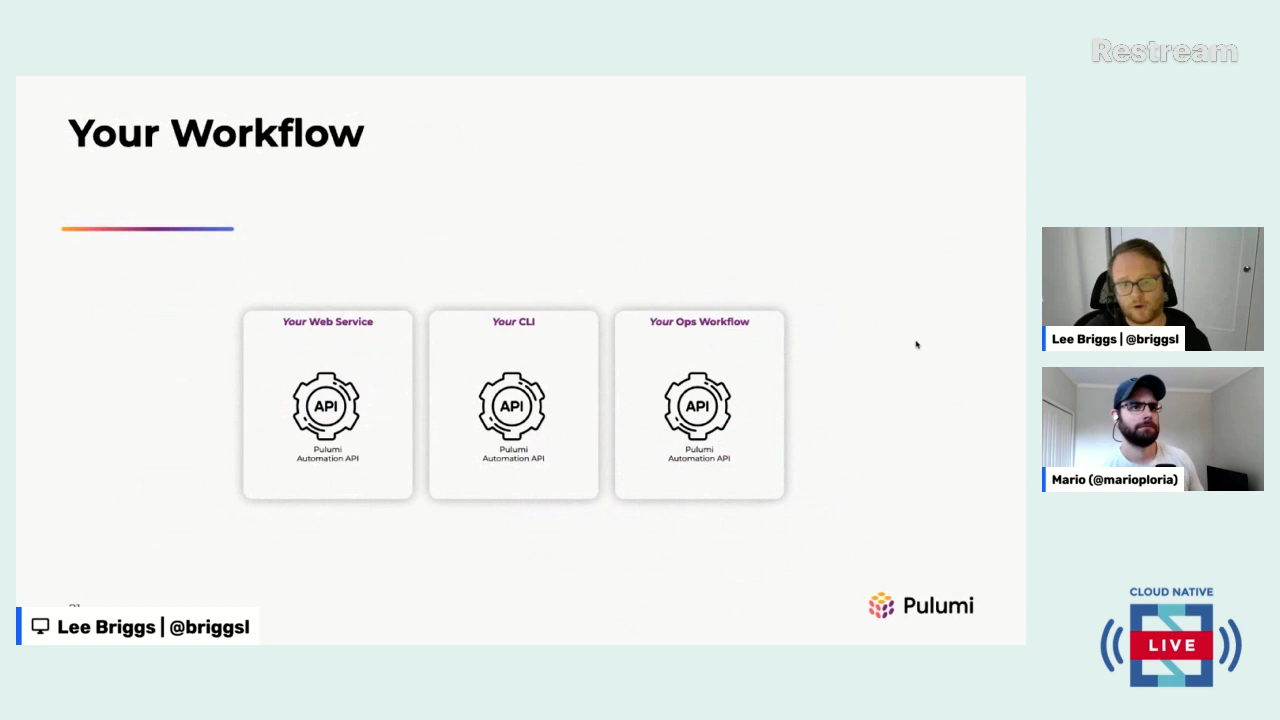 Restream
Your Workflow
Your Web Service
API
Pulumi
Automation API
Your CLI
API
Pulumi
Automation API
Your Ops Workflow
API
Pulumi
Automation API
Pulumi
Lee Briggs | @briggsl
Lee Briggs | @briggsl
Mario (@marioploria)
CLOUD NATIVE
LIVE